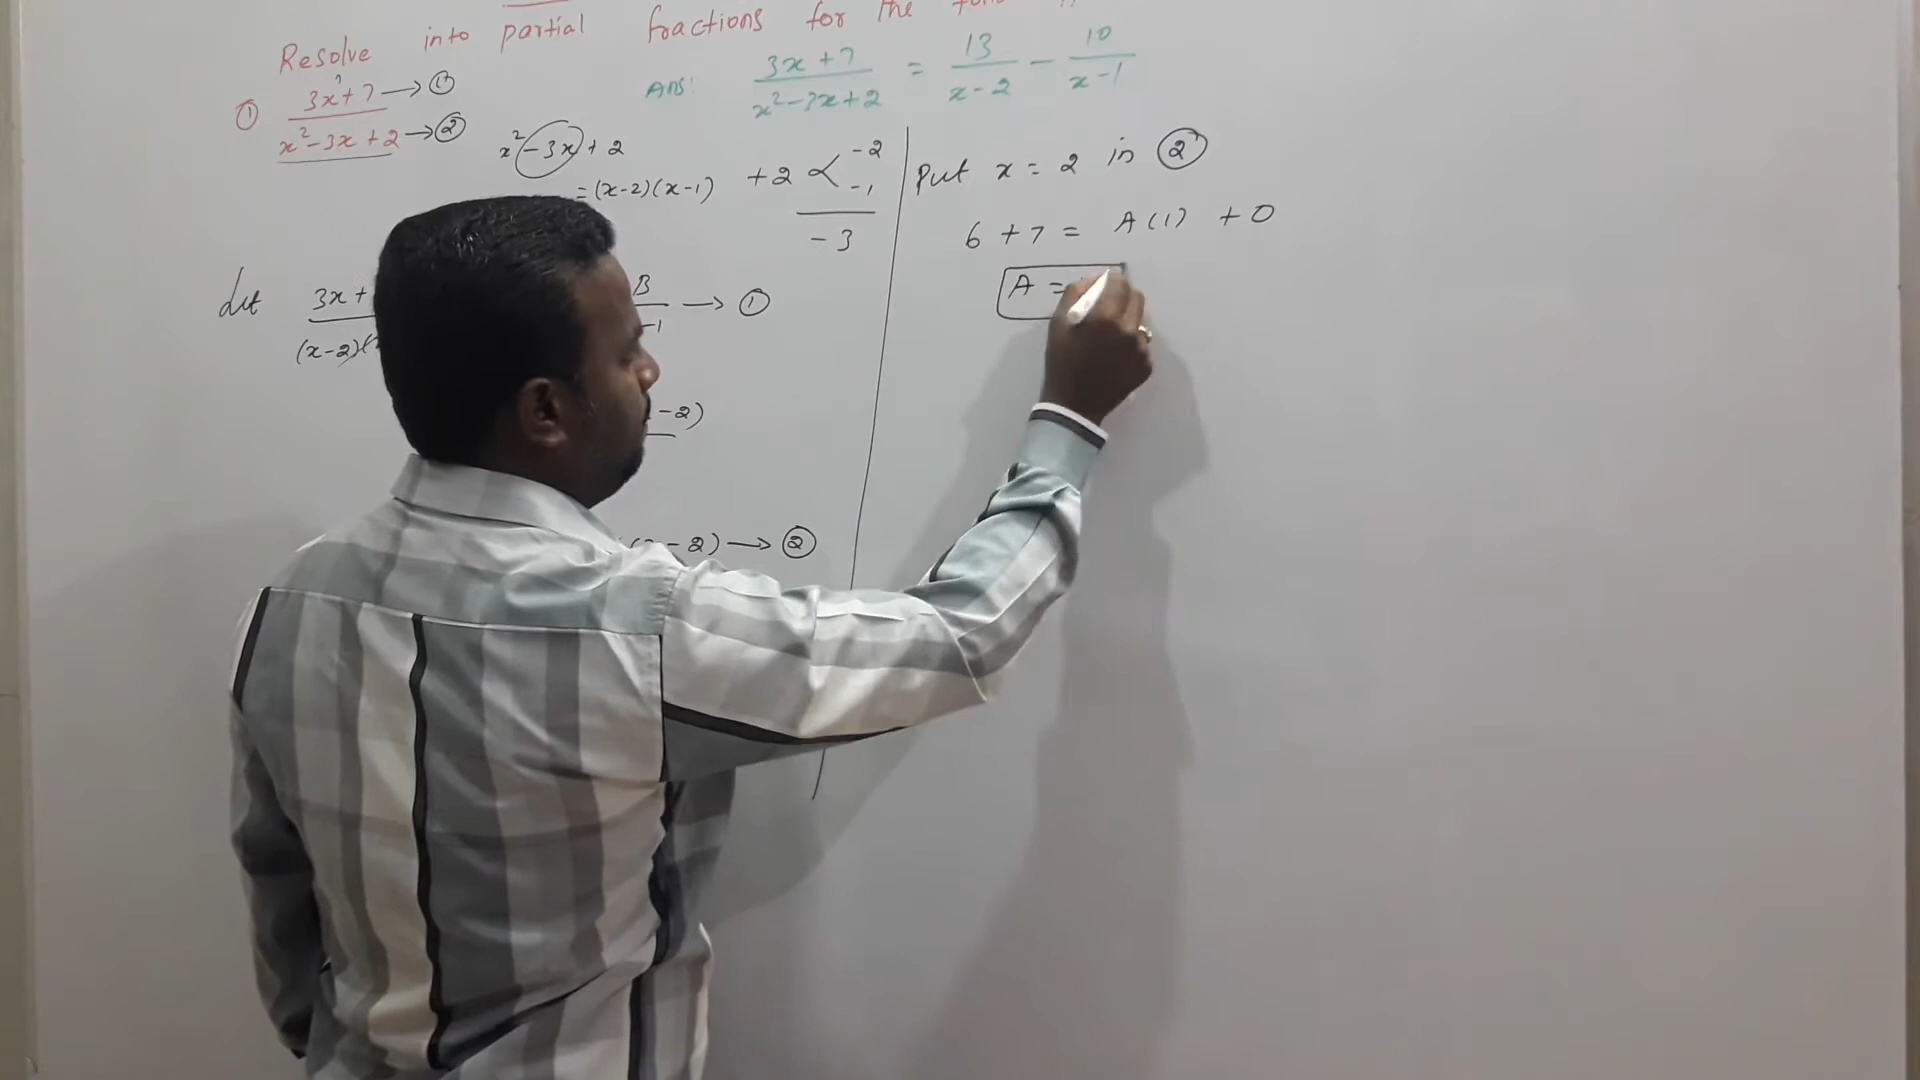 Resolve into partial fractions for the
① 3x+7 → ①
x²-3x+2 → ②
Ans: 3x+7 / x²-3x+2 = 13 / x-2 - 10 / x-1
x²-3x+2
= (x-2)(x-1)
+2 < -2
-1
-3
Let 3x+
(x-2)(
B → ①
-1
-2)
-2) → ②
Put x = 2 in ②
6 + 7 = A(1) + 0
A =